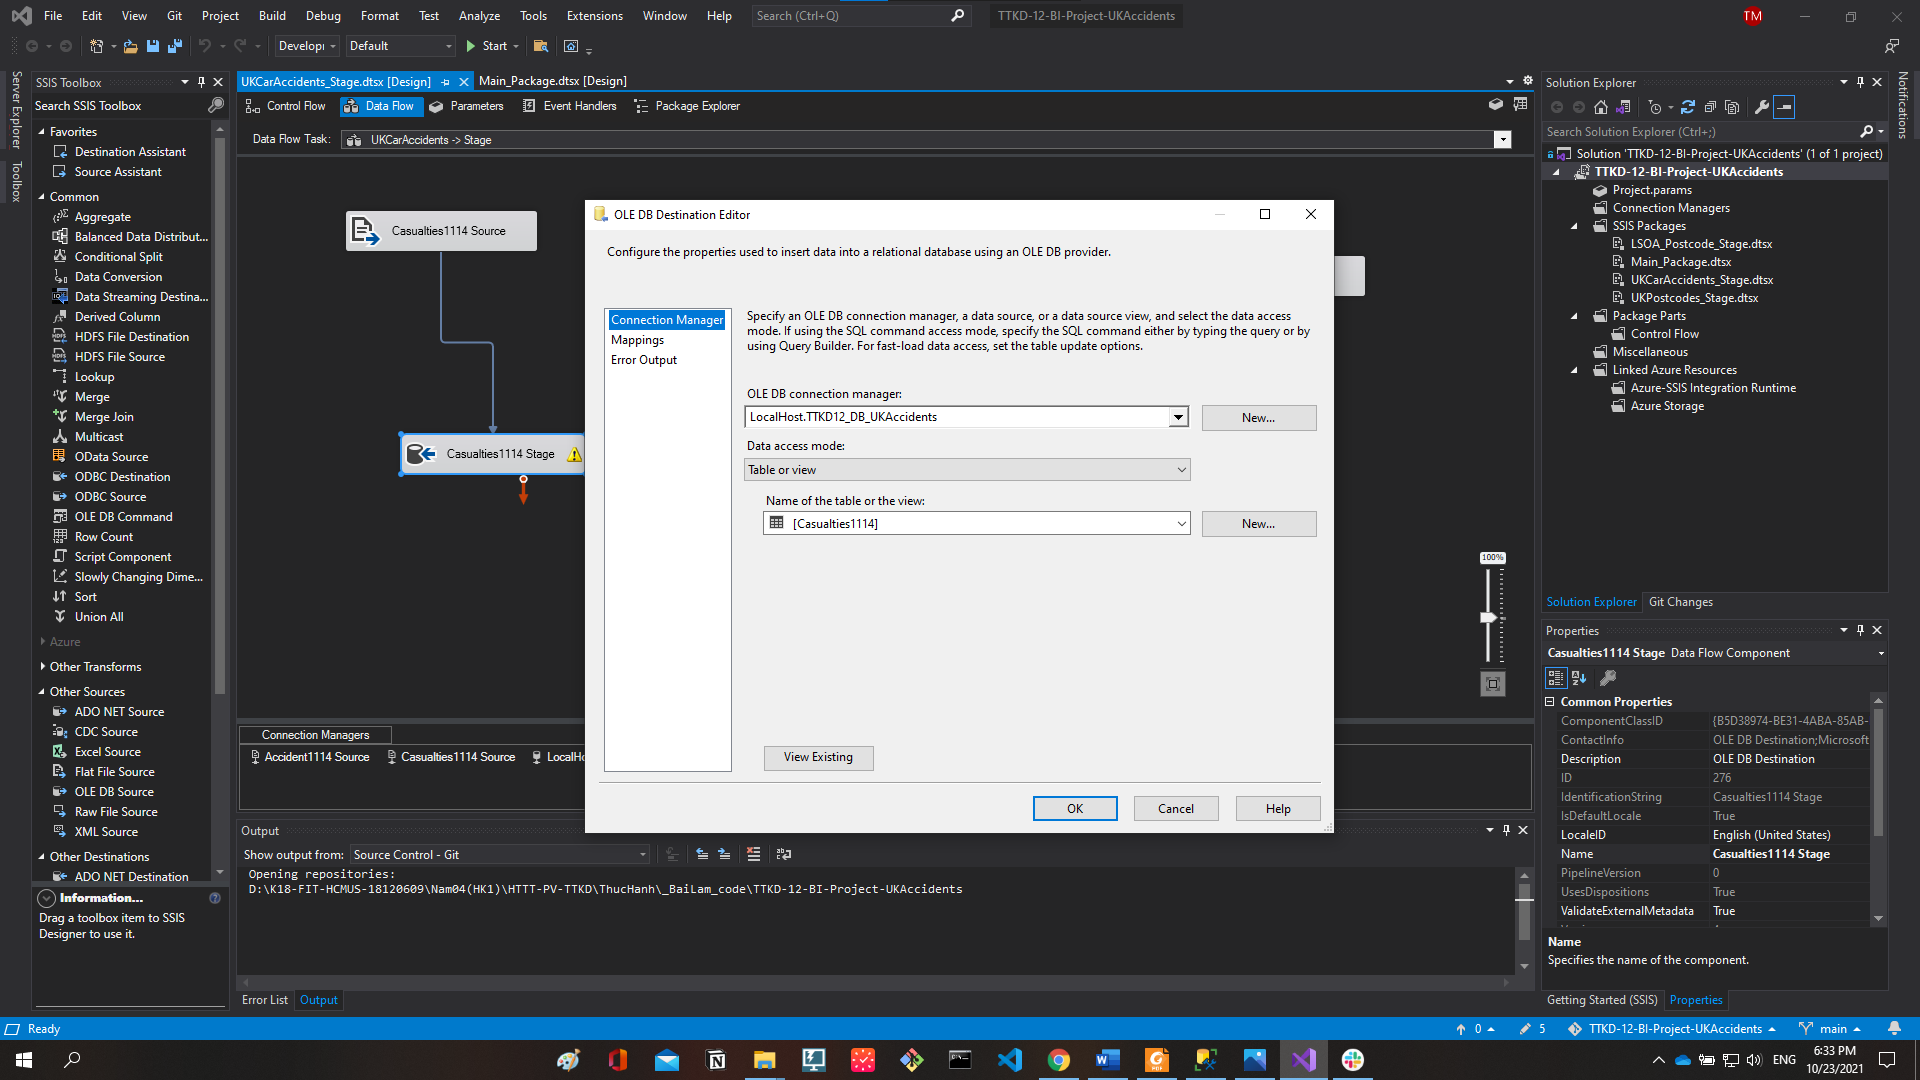 File Edit View Git Project Build Debug Format Test Analyze Tools Extensions Window Help Search (Ctrl+Q) TTKD-12-BI-Project-UKAccidents TM
Developi Default Start
Server Explorer
Toolbox
SSIS Toolbox
Search SSIS Toolbox
Favorites
Destination Assistant
Source Assistant
Common
Aggregate
Balanced Data Distribut...
Conditional Split
Data Conversion
Data Streaming Destina...
Derived Column
HDFS File Destination
HDFS File Source
Lookup
Merge
Merge Join
Multicast
OData Source
ODBC Destination
ODBC Source
OLE DB Command
Row Count
Script Component
Slowly Changing Dime...
Sort
Union All
Azure
Other Transforms
Other Sources
ADO NET Source
CDC Source
Excel Source
Flat File Source
OLE DB Source
Raw File Source
XML Source
Other Destinations
ADO NET Destination
Information...
Drag a toolbox item to SSIS
Designer to use it.
UKCarAccidents_Stage.dtsx [Design] Main_Package.dtsx [Design]
Control Flow Data Flow Parameters Event Handlers Package Explorer
Data Flow Task: UKCarAccidents -> Stage
Casualties1114 Source
Casualties1114 Stage
100%
OLE DB Destination Editor
Configure the properties used to insert data into a relational database using an OLE DB provider.
Connection Manager
Mappings
Error Output
Specify an OLE DB connection manager, a data source, or a data source view, and select the data access
mode. If using the SQL command access mode, specify the SQL command either by typing the query or by
using Query Builder. For fast-load data access, set the table update options.
OLE DB connection manager:
LocalHost.TTKD12_DB_UKAccidents New...
Data access mode:
Table or view
Name of the table or the view:
[Casualties1114] New...
View Existing
OK Cancel Help
Connection Managers
Accident1114 Source Casualties1114 Source LocalHo
Output
Show output from: Source Control - Git
Opening repositories:
D:\K18-FIT-HCMUS-18120609\Nam04(HK1)\HTTT-PV-TTKD\ThucHanh\_BaiLam_code\TTKD-12-BI-Project-UKAccidents
Error List Output
Solution Explorer
Search Solution Explorer (Ctrl+;)
Solution 'TTKD-12-BI-Project-UKAccidents' (1 of 1 project)
TTKD-12-BI-Project-UKAccidents
Project.params
Connection Managers
SSIS Packages
LSOA_Postcode_Stage.dtsx
Main_Package.dtsx
UKCarAccidents_Stage.dtsx
UKPostcodes_Stage.dtsx
Package Parts
Control Flow
Miscellaneous
Linked Azure Resources
Azure-SSIS Integration Runtime
Azure Storage
Solution Explorer Git Changes
Notifications
Properties
Casualties1114 Stage Data Flow Component
Common Properties
ComponentClassID {B5D38974-BE31-4ABA-85AB-
ContactInfo OLE DB Destination;Microsoft
Description OLE DB Destination
ID 276
IdentificationString Casualties1114 Stage
IsDefaultLocale True
LocaleID English (United States)
Name Casualties1114 Stage
PipelineVersion 0
UsesDispositions True
ValidateExternalMetadata True
Name
Specifies the name of the component.
Getting Started (SSIS) Properties
Ready 0 5 TTKD-12-BI-Project-UKAccidents main
ENG 6:33 PM
10/23/2021